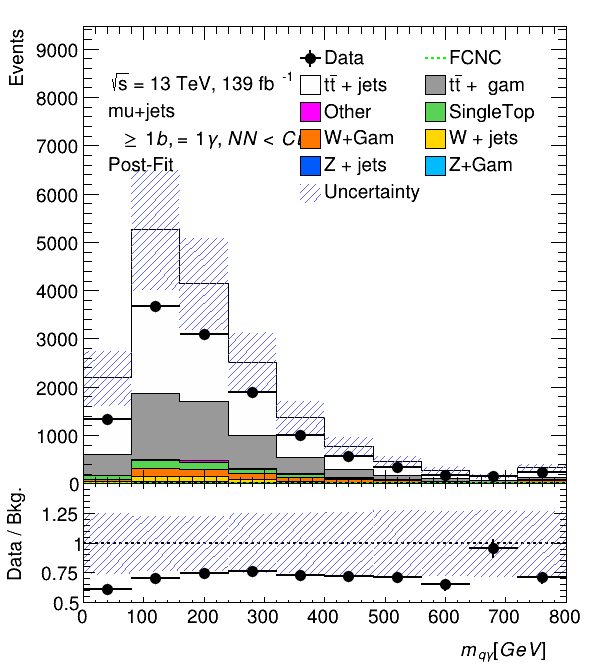 Events
9000
8000
7000
6000
5000
4000
3000
2000
1000
0
√s = 13 TeV, 139 fb⁻¹
mu+jets
≥ 1b, = 1γ, NN <
Post-Fit
Data
FCNC
tt̄ + jets
tt̄ + gam
Other
SingleTop
W+Gam
W + jets
Z + jets
Z+Gam
Uncertainty
Data / Bkg.
1.25
1
0.75
0.5
0 100 200 300 400 500 600 700 800
m_qγ[GeV]